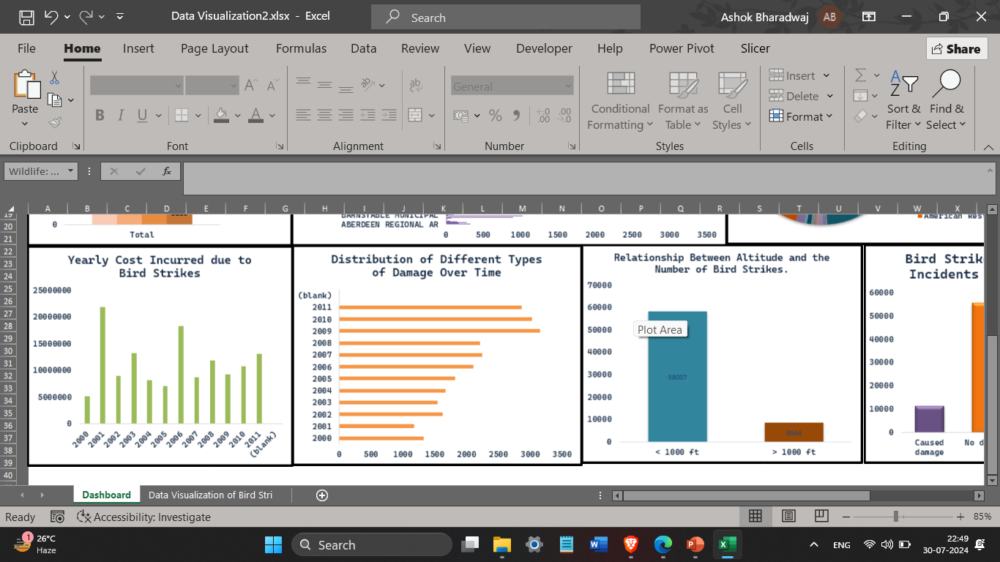 Data Visualization2.xlsx - Excel
Search
Ashok Bharadwaj
AB
File Home Insert Page Layout Formulas Data Review View Developer Help Power Pivot Slicer
Share
Paste
Clipboard
B I U
Font
ab
Alignment
General
% 9 .00 .00
Number
Conditional Formatting
Format as Table
Cell Styles
Styles
Insert
Delete
Format
Cells
Sort & Filter
Find & Select
Editing
Wildlife: ...
fx
A B C D E F G H I J K L M N O P Q R S T U V W X
19
20
21
22
23
24
25
26
27
28
29
30
31
32
33
34
35
36
37
38
39
40
0
Total
BARNSTABLE MUNICIPAL
ABERDEEN REGIONAL AR
0 500 1000 1500 2000 2500 3000 3500
American Res
Yearly Cost Incurred due to
Bird Strikes
25000000
20000000
15000000
10000000
5000000
0
2000 2001 2002 2003 2004 2005 2006 2007 2008 2009 2010 2011 (blank)
Distribution of Different Types
of Damage Over Time
(blank)
2011
2010
2009
2008
2007
2006
2005
2004
2003
2002
2001
2000
0 500 1000 1500 2000 2500 3000 3500
Relationship Between Altitude and the
Number of Bird Strikes.
70000
60000
50000
40000
30000
20000
10000
0
Plot Area
58007
8544
< 1000 ft > 1000 ft
Bird Strik
Incidents
60000
50000
40000
30000
20000
10000
0
Caused damage
No d
Dashboard
Data Visualization of Bird Stri
Ready
Accessibility: Investigate
85%
1
26°C
Haze
Search
ENG
22:49
30-07-2024